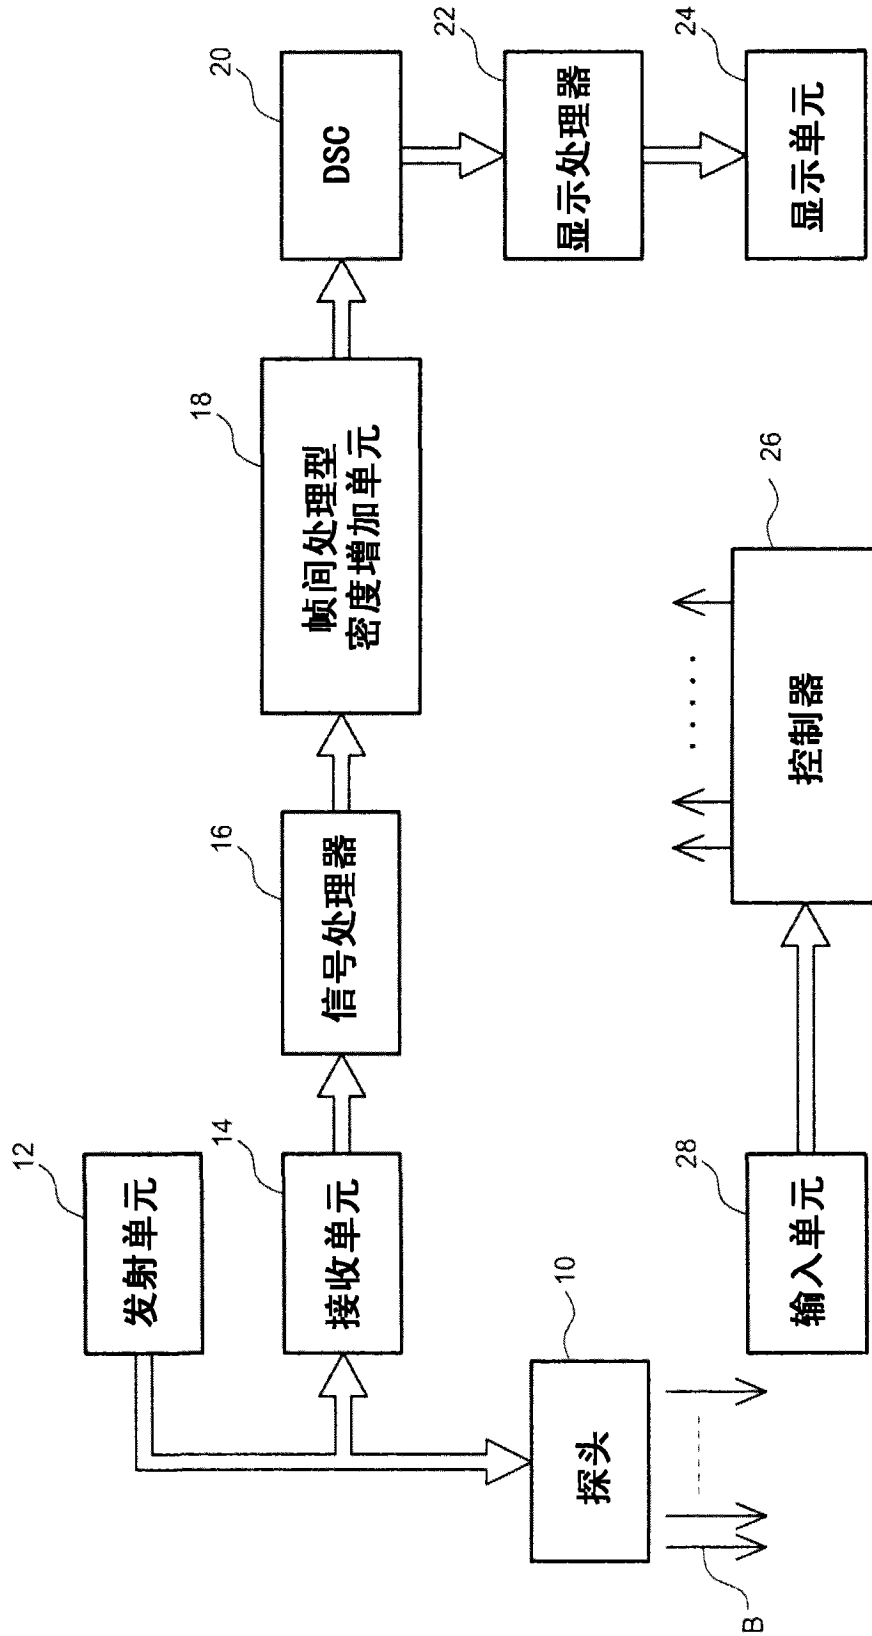 12
发射单元
14
接收单元
16
信号处理器
18
帧间处理型
密度增加单元
20
DSC
22
显示处理器
24
显示单元
10
探头
B
28
输入单元
26
控制器
.....